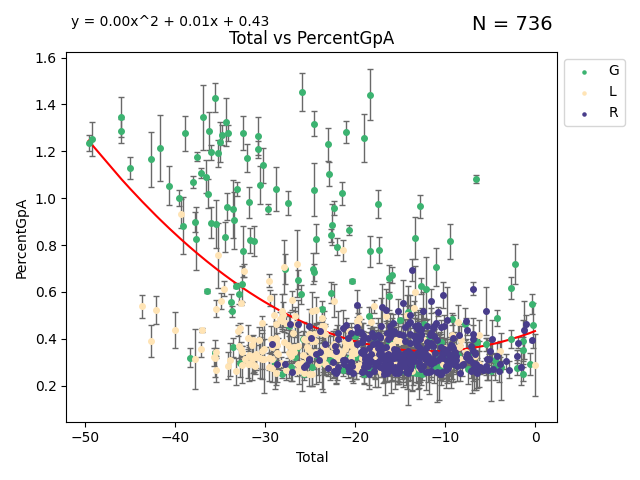 y = 0.00x^2 + 0.01x + 0.43
N = 736
Total vs PercentGpA
1.6
1.4
1.2
1.0
0.8
0.6
0.4
0.2
PercentGpA
−50
−40
−30
−20
−10
0
Total
G
L
R